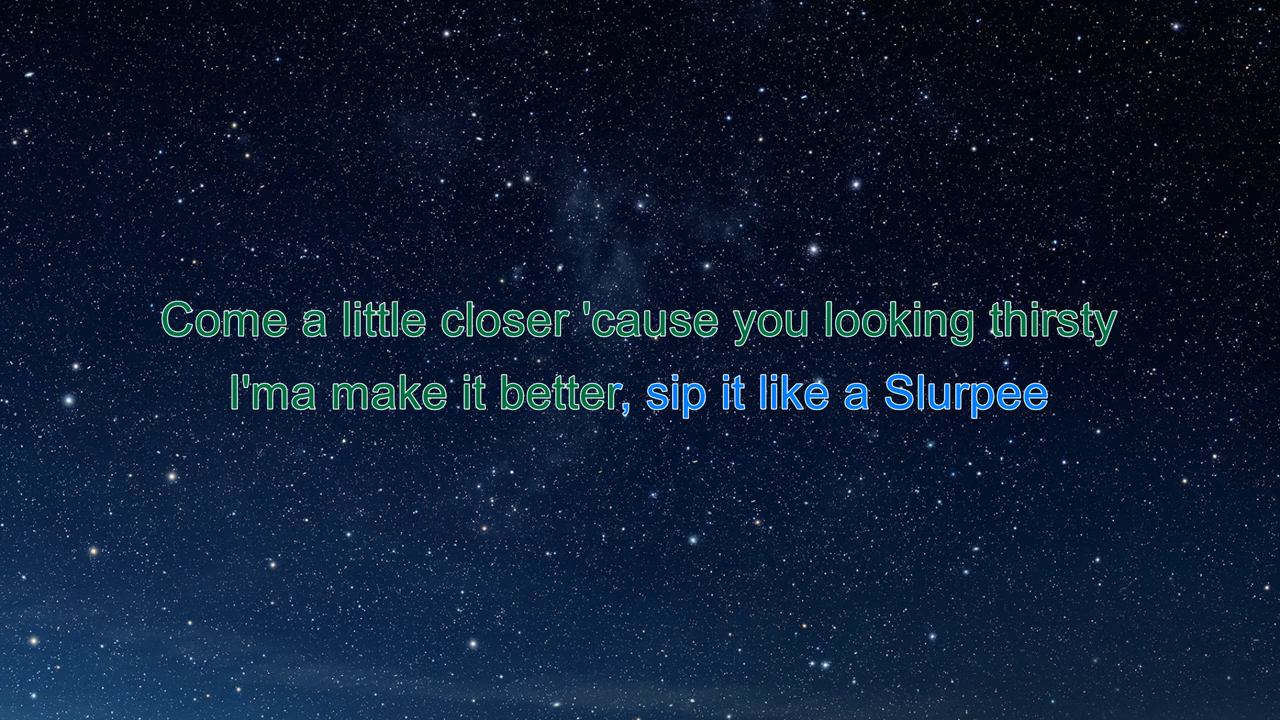 Come a little closer 'cause you looking thirsty
I'ma make it better, sip it like a Slurpee